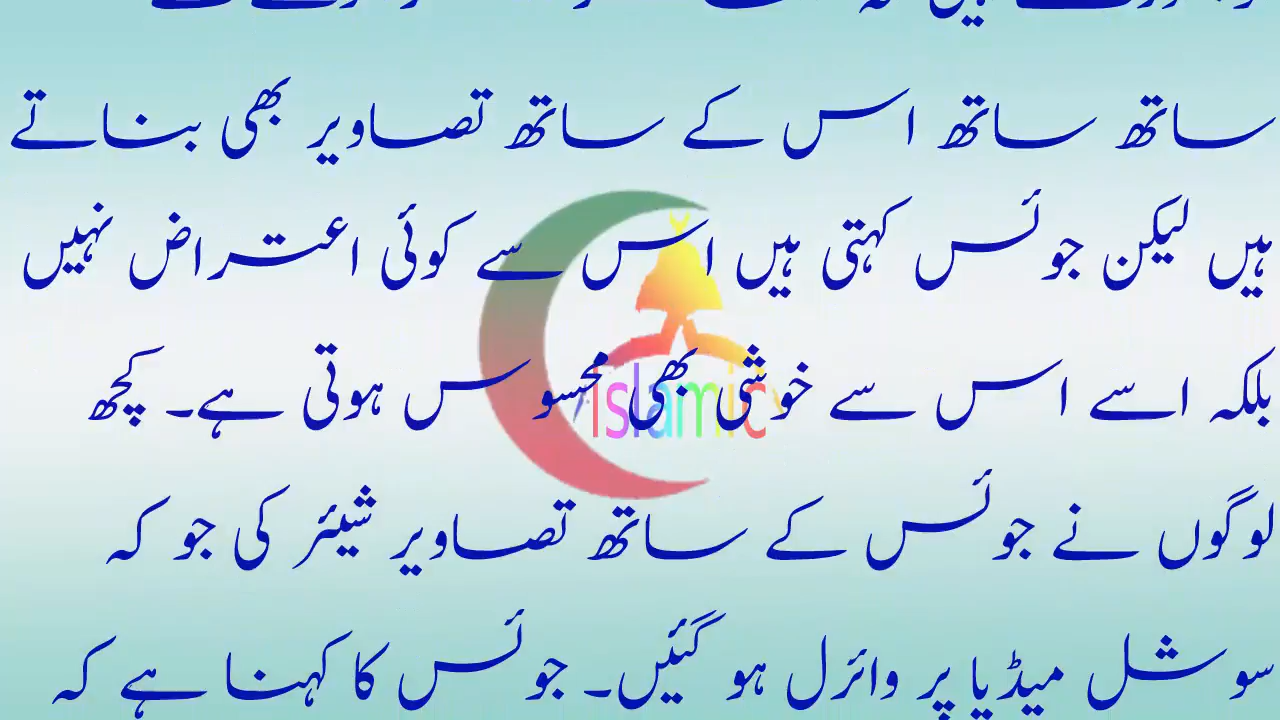 ساتھ ساتھ اس کے ساتھ تصاویر بھی بناتے
ہیں لیکن جوئس کہتی ہیں اس سے کوئی اعتراض نہیں
بلکہ اسے اس سے خوشی بھی محسوس ہوتی ہے۔ کچھ
Islamic
لوگوں نے جوئس کے ساتھ تصاویر شیئر کی جو کہ
سوشل میڈیا پر وائرل ہو گئیں۔ جوئس کا کہنا ہے کہ